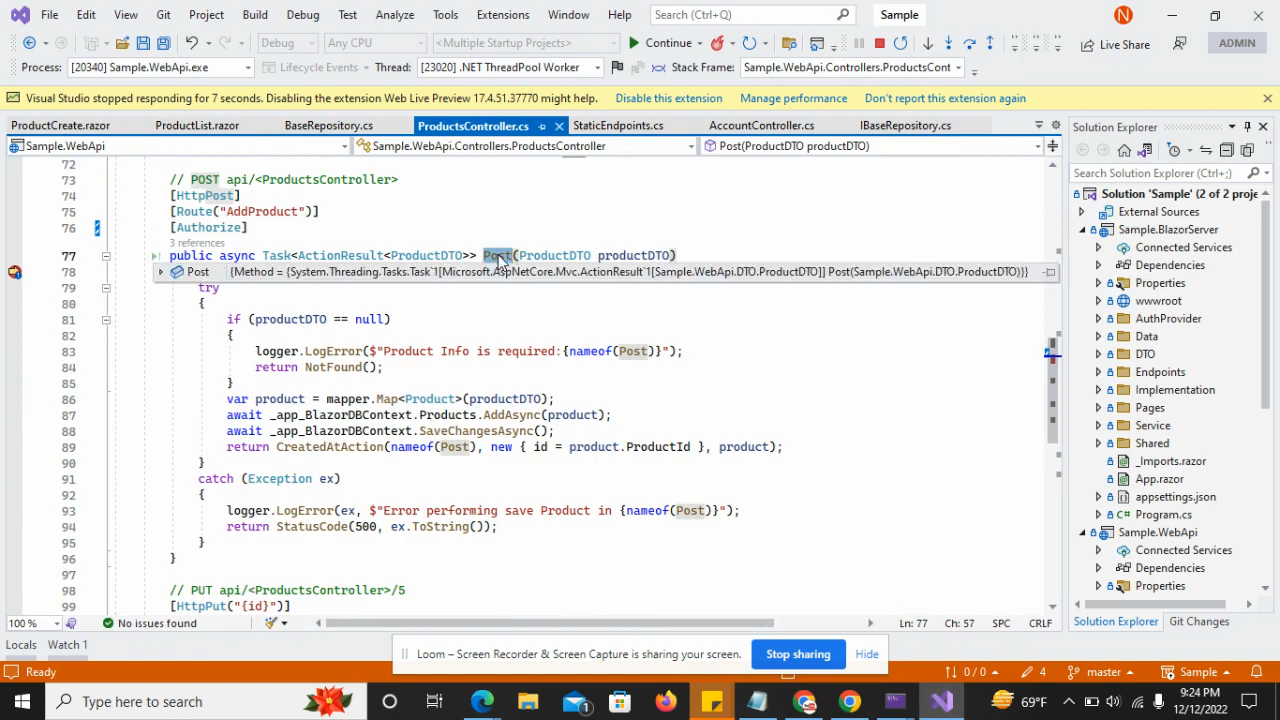 File Edit View Git Project Build Debug Test Analyze Tools Extensions Window Help Search (Ctrl+Q) Sample N
Debug Any CPU <Multiple Startup Projects> Continue Live Share ADMIN
Process: [20340] Sample.WebApi.exe Lifecycle Events Thread: [23020] .NET ThreadPool Worker Stack Frame: Sample.WebApi.Controllers.ProductsCont
Visual Studio stopped responding for 7 seconds. Disabling the extension Web Live Preview 17.4.51.37770 might help. Disable this extension Manage performance Don't report this extension again
ProductCreate.razor ProductList.razor BaseRepository.cs ProductsController.cs StaticEndpoints.cs AccountController.cs IBaseRepository.cs
Sample.WebApi Sample.WebApi.Controllers.ProductsController Post(ProductDTO productDTO)
72
73 // POST api/<ProductsController>
74 [HttpPost]
75 [Route("AddProduct")]
76 [Authorize]
3 references
77 public async Task<ActionResult<ProductDTO>> Post(ProductDTO productDTO)
78 Post {Method = {System.Threading.Tasks.Task`1[Microsoft.AspNetCore.Mvc.ActionResult`1[Sample.WebApi.DTO.ProductDTO]] Post(Sample.WebApi.DTO.ProductDTO)}}
79 try
80 {
81 if (productDTO == null)
82 {
83 logger.LogError($"Product Info is required:{nameof(Post)}");
84 return NotFound();
85 }
86 var product = mapper.Map<Product>(productDTO);
87 await _app_BlazorDBContext.Products.AddAsync(product);
88 await _app_BlazorDBContext.SaveChangesAsync();
89 return CreatedAtAction(nameof(Post), new { id = product.ProductId }, product);
90 }
91 catch (Exception ex)
92 {
93 logger.LogError(ex, $"Error performing save Product in {nameof(Post)}");
94 return StatusCode(500, ex.ToString());
95 }
96 }
97
98 // PUT api/<ProductsController>/5
99 [HttpPut("{id}")]
100 % No issues found Ln: 77 Ch: 57 SPC CRLF
Solution Explorer
Search Solution Explorer (Ctrl+;)
Solution 'Sample' (2 of 2 proje
External Sources
Sample.BlazorServer
Connected Services
Dependencies
Properties
wwwroot
AuthProvider
Data
DTO
Endpoints
Implementation
Pages
Service
Shared
_Imports.razor
App.razor
appsettings.json
Program.cs
Sample.WebApi
Connected Services
Dependencies
Properties
Solution Explorer Git Changes
Locals Watch 1
Loom – Screen Recorder & Screen Capture is sharing your screen. Stop sharing Hide
Ready 0 / 0 4 master Sample
Type here to search 1 69°F 9:24 PM
12/12/2022